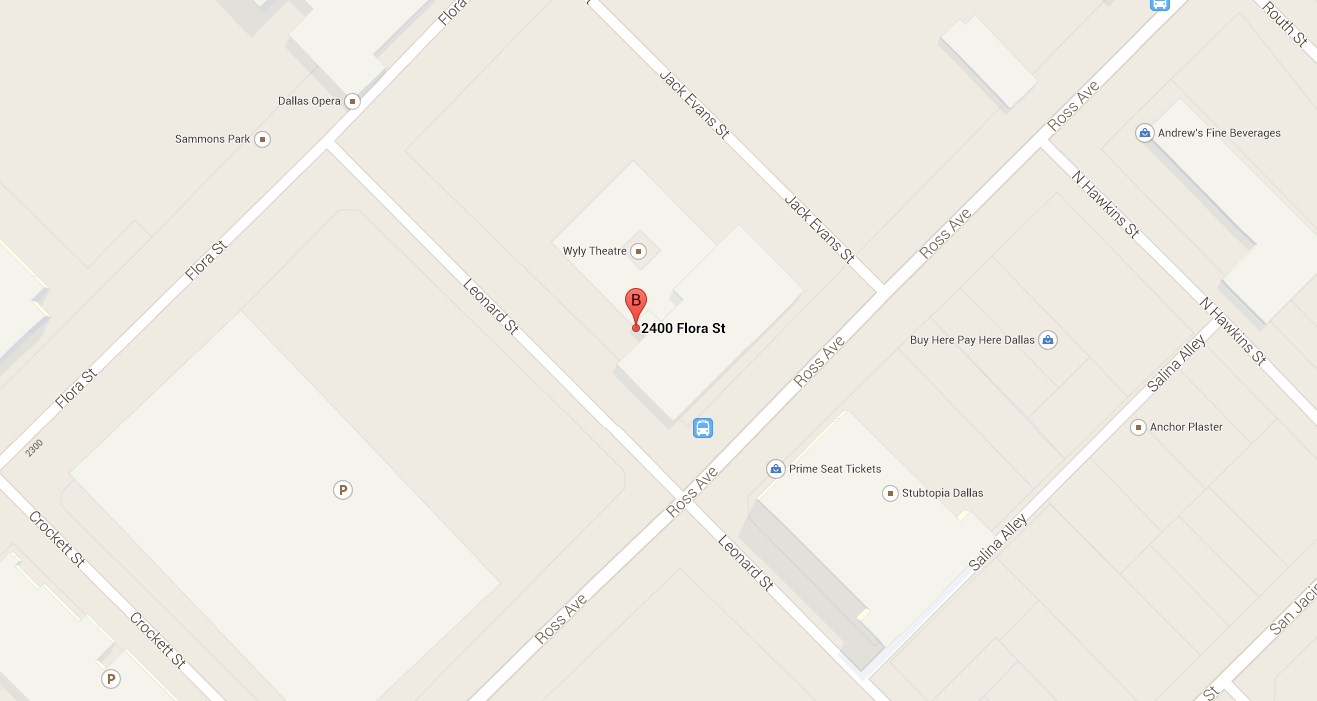 Flora
Routh St
Dallas Opera
Jack Evans St
Ross Ave
Sammons Park
Andrew's Fine Beverages
N Hawkins St
Jack Evans St
Ross Ave
Wyly Theatre
Flora St
Leonard St
B
2400 Flora St
N Hawkins St
Buy Here Pay Here Dallas
Salina Alley
Ross Ave
Flora St
Anchor Plaster
2300
Prime Seat Tickets
P
Stubtopia Dallas
Ross Ave
Crockett St
Salina Alley
Leonard St
Ross Ave
San Jacin
Crockett St
P
St